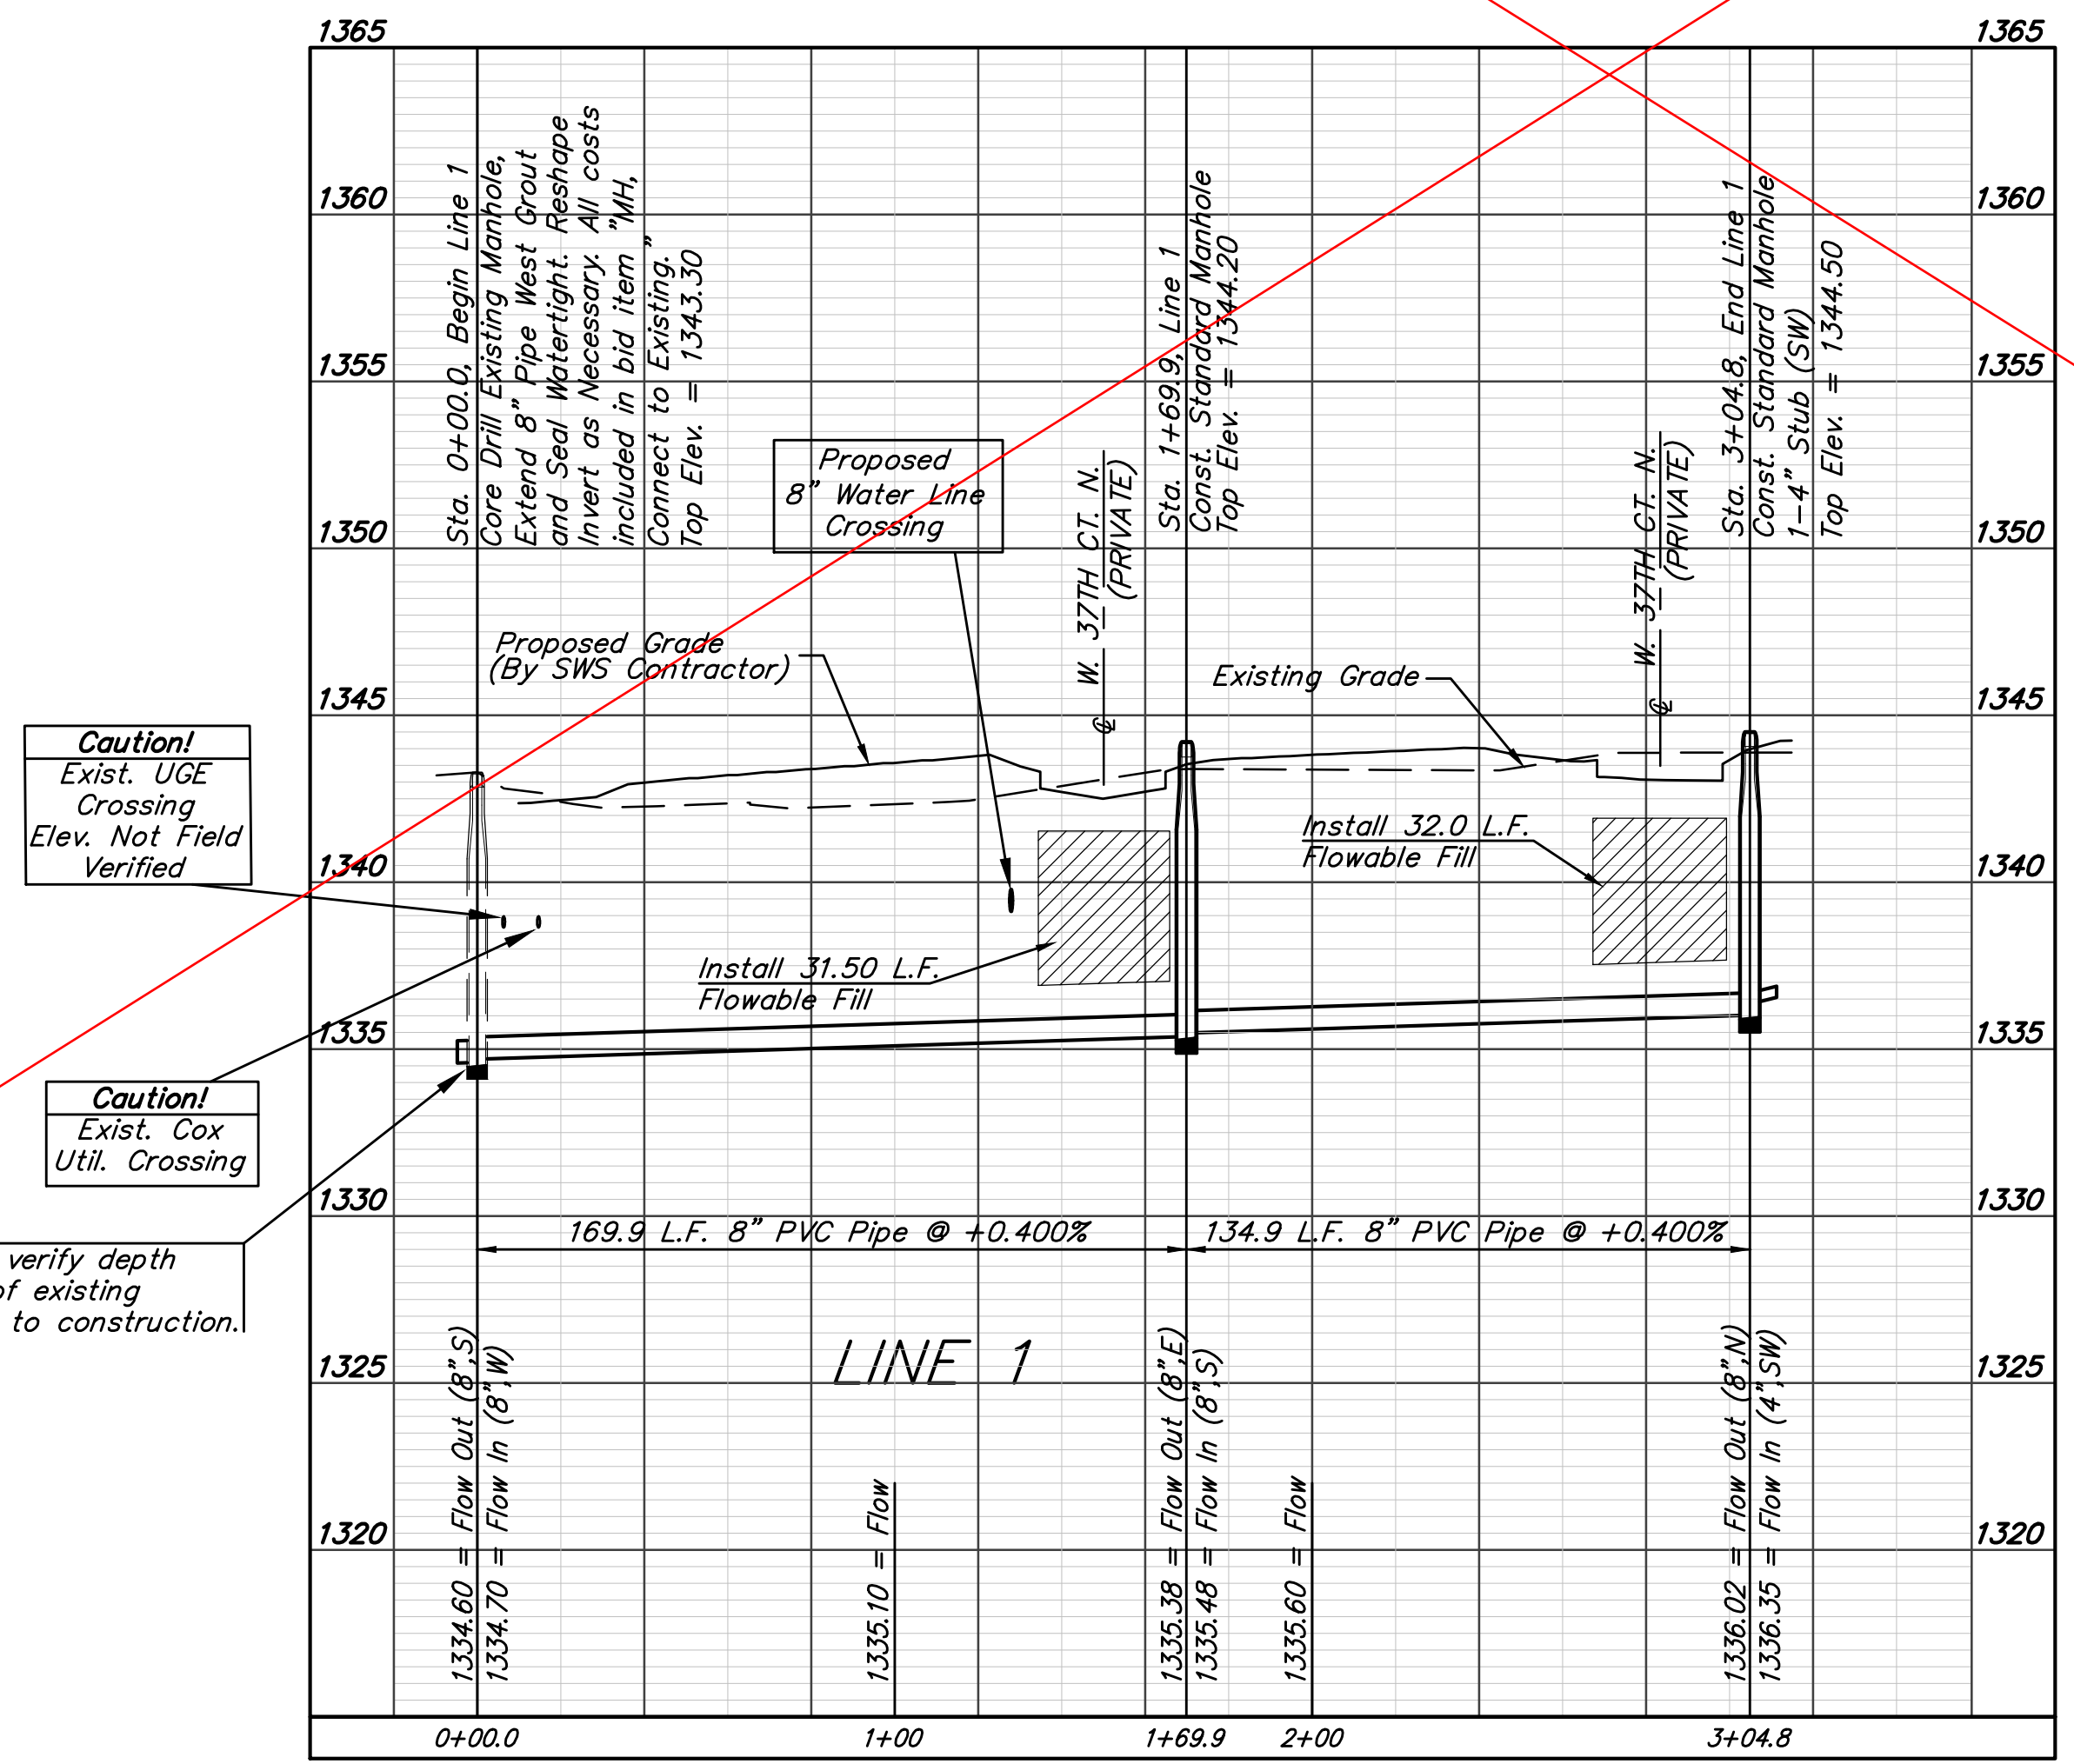 1365
1365
1360
1360
1355
1355
1350
1350
1345
1345
1340
1340
1335
1335
1330
1330
1325
1325
1320
1320
Sta. 0+00.0, Begin Line 1
Core Drill Existing Manhole,
Extend 8" Pipe West Grout
and Seal Watertight. Reshape
Invert as Necessary. All costs
included in bid item "MH,
Connect to Existing."
Top Elev. = 1343.30
Proposed
8" Water Line
Crossing
W. 37TH CT. N.
(PRIVATE)
Sta. 1+69.9, Line 1
Const. Standard Manhole
Top Elev. = 1344.20
W. 37TH CT. N.
(PRIVATE)
Sta. 3+04.8, End Line 1
Const. Standard Manhole
1-4" Stub (SW)
Top Elev. = 1344.50
Proposed Grade
(By SWS Contractor)
Existing Grade
℄
℄
Caution!
Exist. UGE
Crossing
Elev. Not Field
Verified
Install 32.0 L.F.
Flowable Fill
Install 31.50 L.F.
Flowable Fill
Caution!
Exist. Cox
Util. Crossing
verify depth
of existing
to construction.
169.9 L.F. 8" PVC Pipe @ +0.400%
134.9 L.F. 8" PVC Pipe @ +0.400%
LINE 1
1334.60 = Flow Out (8",S)
1334.70 = Flow In (8",W)
1335.10 = Flow
1335.38 = Flow Out (8",E)
1335.48 = Flow In (8",S)
1335.60 = Flow
1336.02 = Flow Out (8",N)
1336.35 = Flow In (4",SW)
0+00.0
1+00
1+69.9
2+00
3+04.8